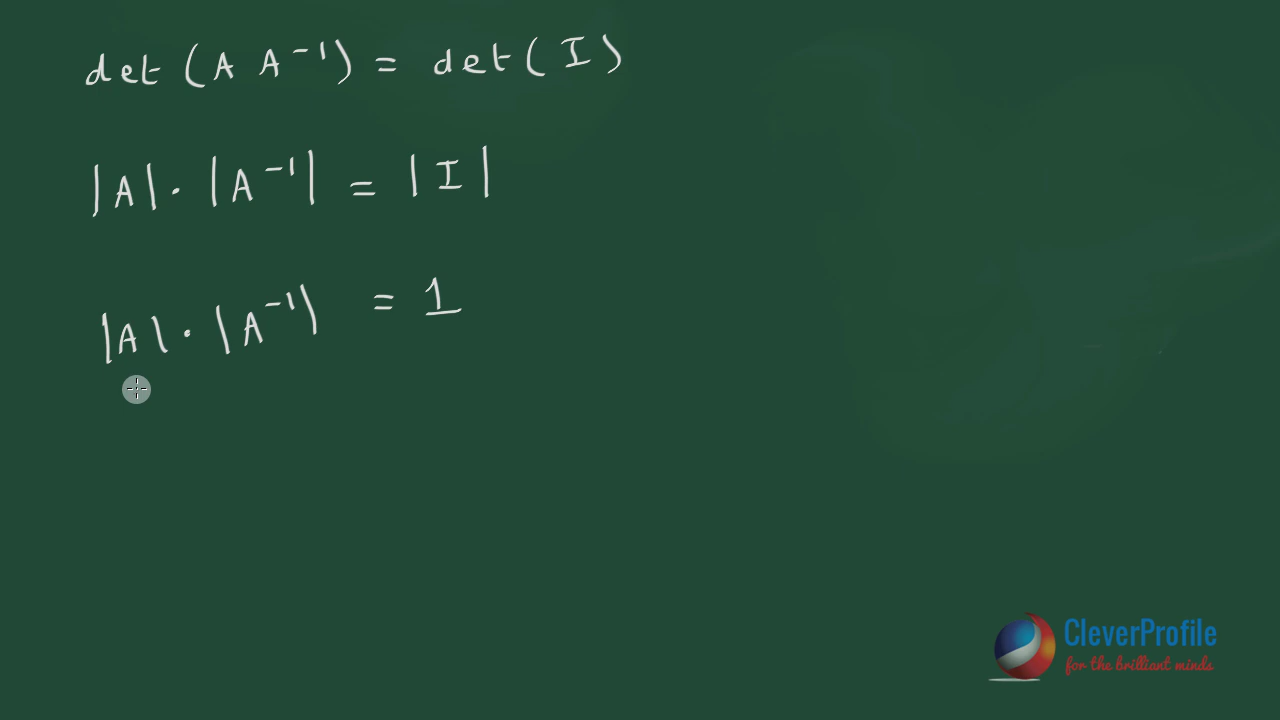 det (A A⁻¹) = det (I)
|A| · |A⁻¹| = |I|
|A| · |A⁻¹| = 1
CleverProfile
for the brilliant minds